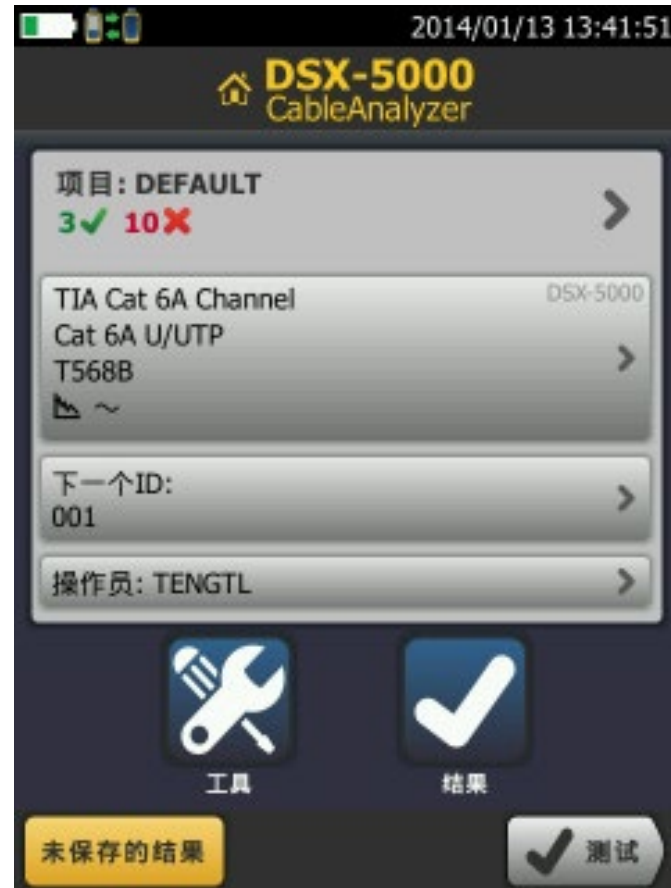 2014/01/13 13:41:51
DSX-5000
CableAnalyzer
项目: DEFAULT
3✓ 10✗
TIA Cat 6A Channel
DSX-5000
Cat 6A U/UTP
T568B
下一个ID:
001
操作员: TENGTL
工具
结果
未保存的结果
测试